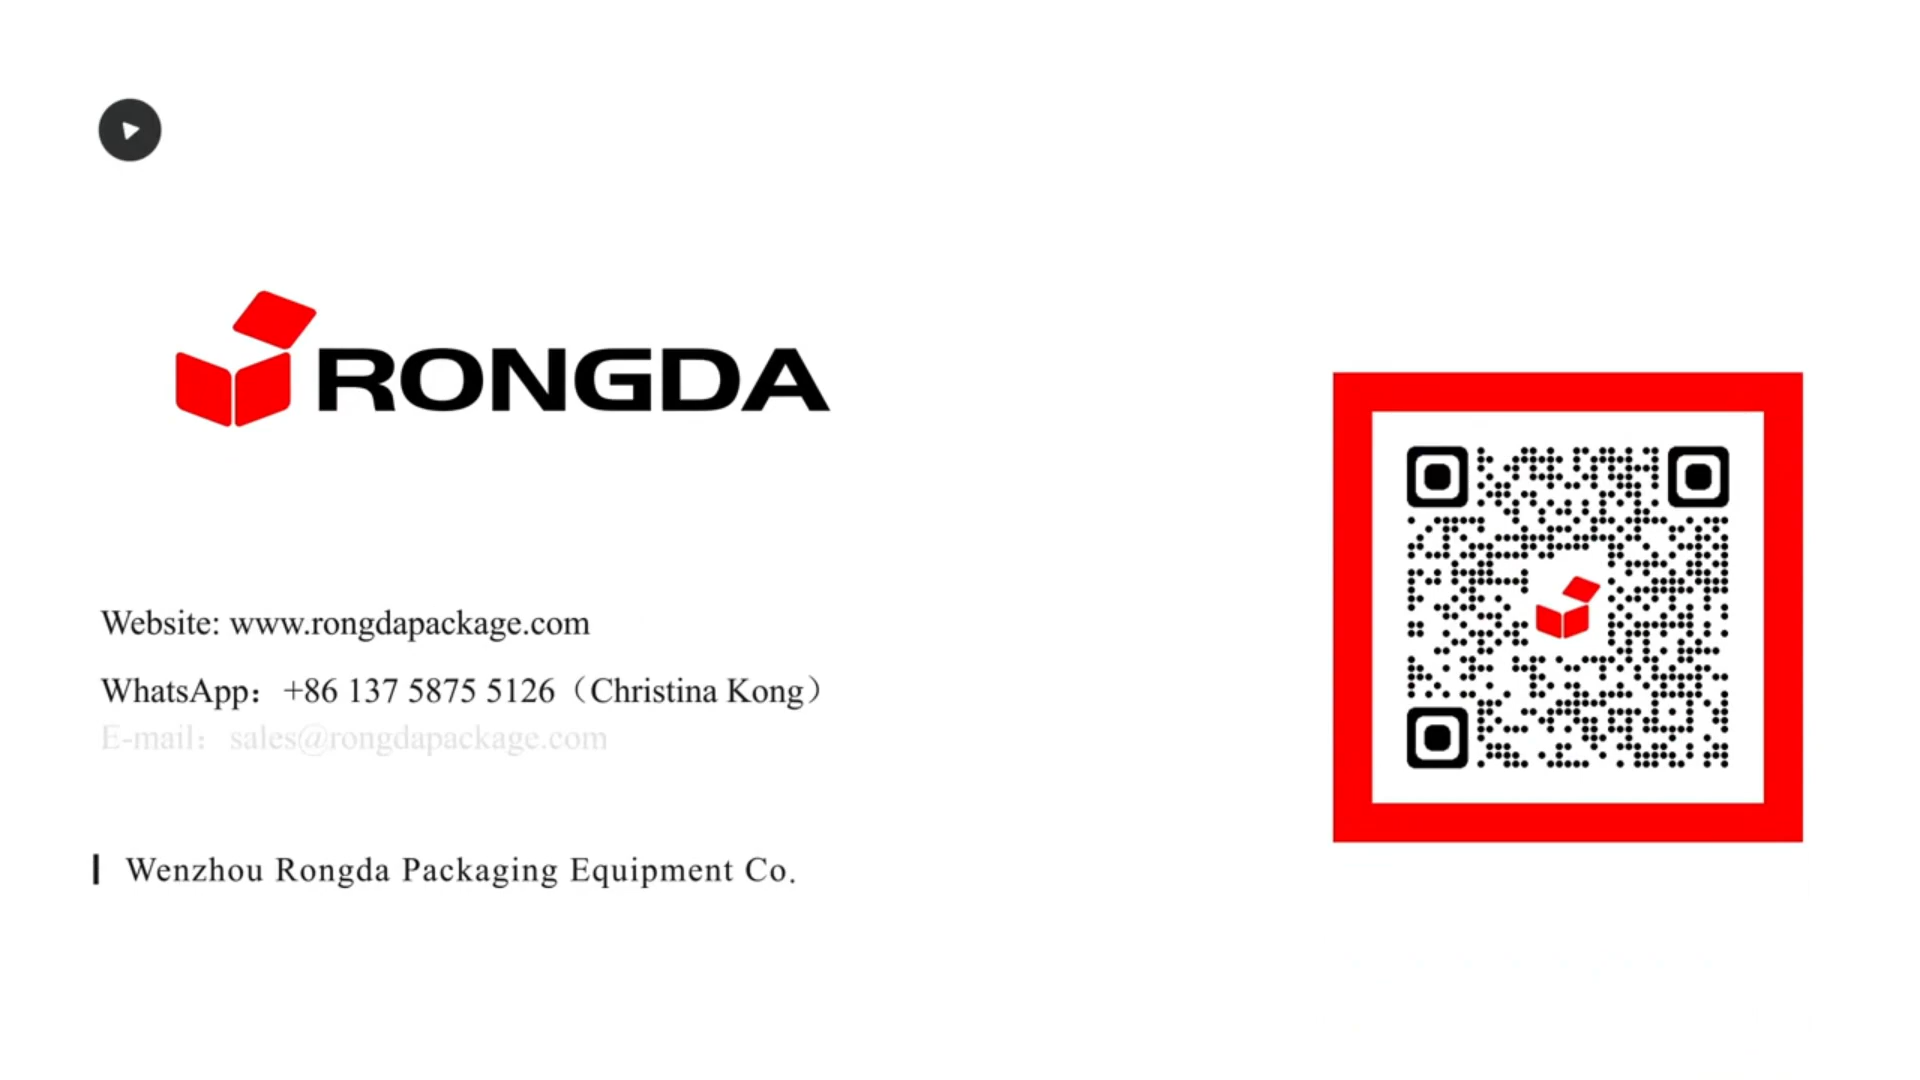 RONGDA
Website: www.rongdapackage.com
WhatsApp：+86 137 5875 5126（Christina Kong）
E-mail：sales@rongdapackage.com
Wenzhou Rongda Packaging Equipment Co.